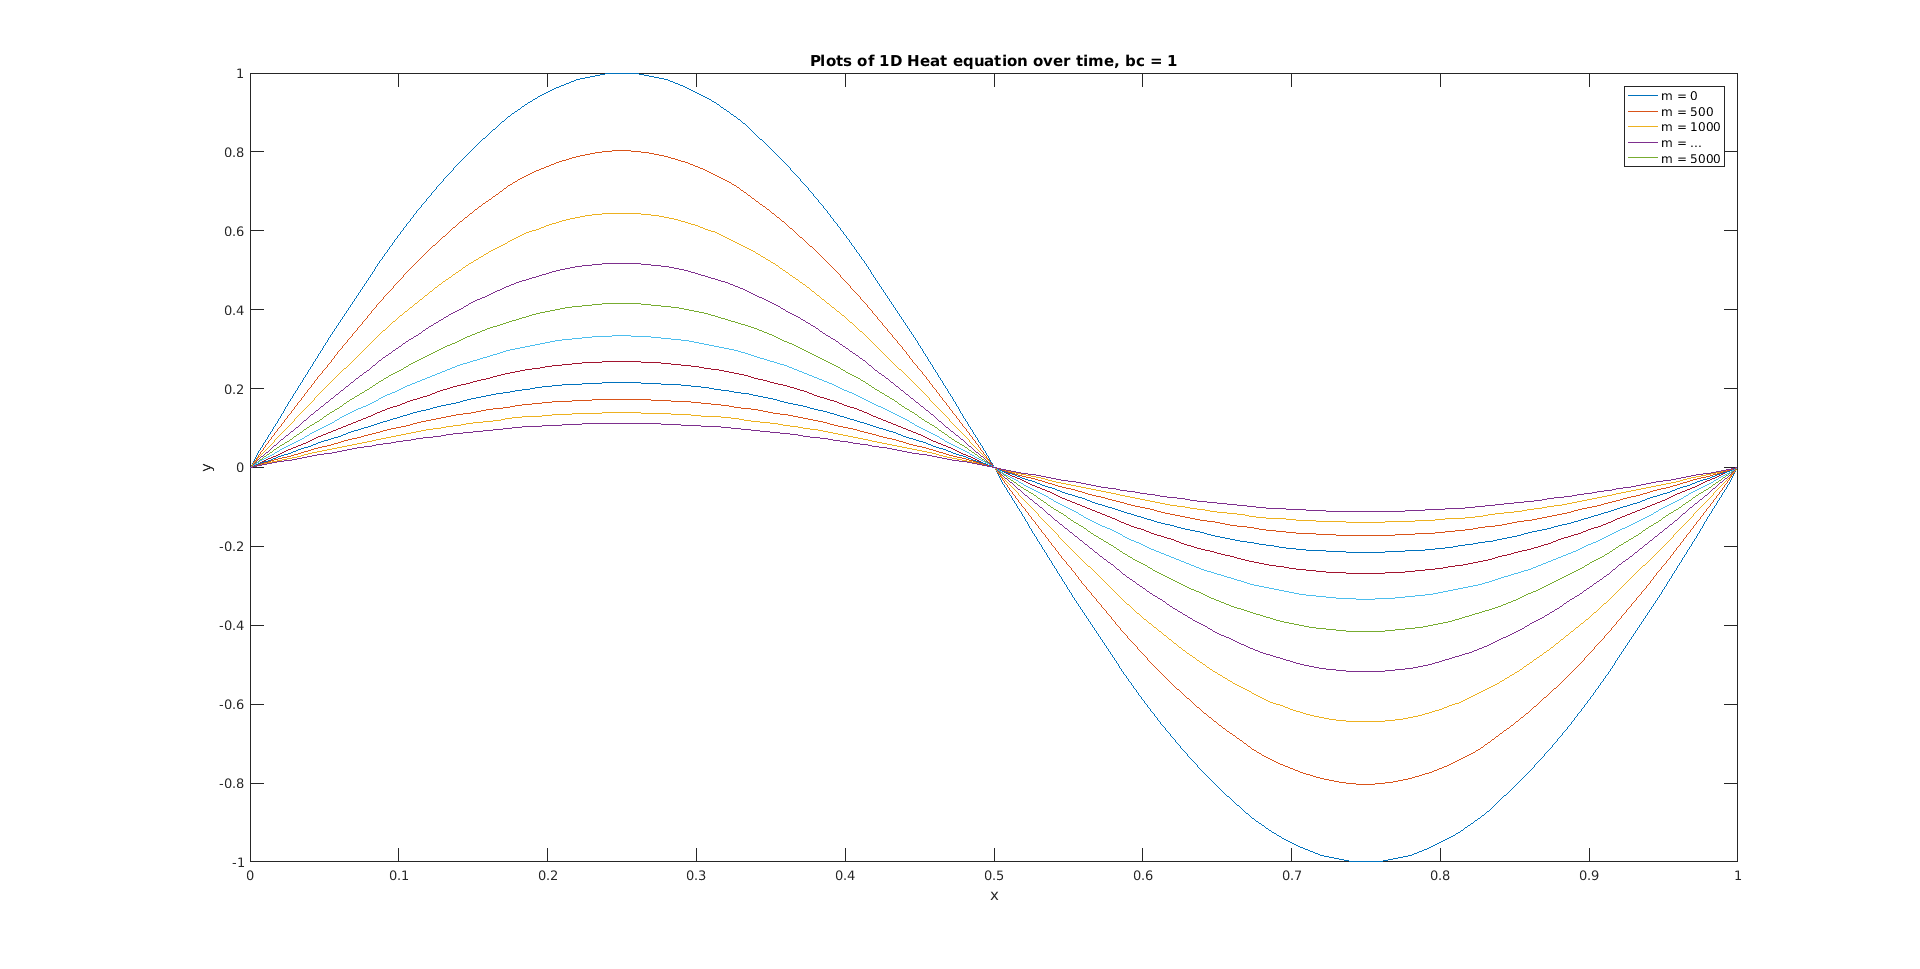 Plots of 1D Heat equation over time, bc = 1
m = 0
m = 500
m = 1000
m = ...
m = 5000
1
0.8
0.6
0.4
0.2
0
-0.2
-0.4
-0.6
-0.8
-1
y
0 0.1 0.2 0.3 0.4 0.5 0.6 0.7 0.8 0.9 1
x